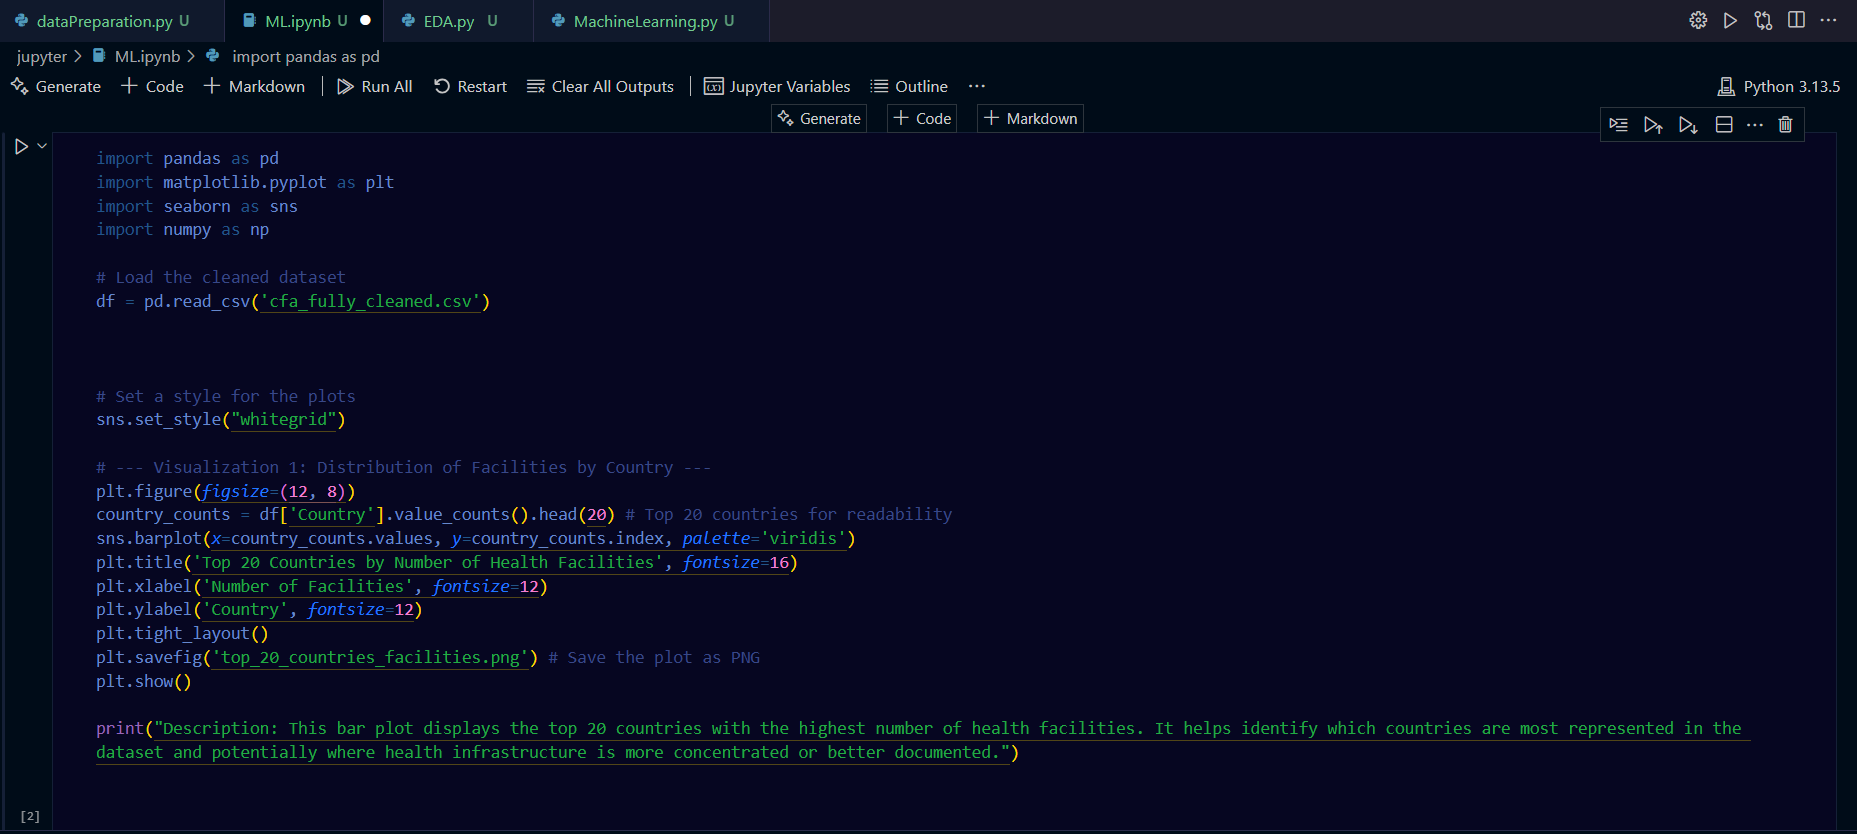 dataPreparation.py U
ML.ipynb U
EDA.py U
MachineLearning.py U
jupyter > ML.ipynb > import pandas as pd
Generate + Code + Markdown | Run All Restart Clear All Outputs | Jupyter Variables Outline ... Python 3.13.5
Generate + Code + Markdown
import pandas as pd
import matplotlib.pyplot as plt
import seaborn as sns
import numpy as np
# Load the cleaned dataset
df = pd.read_csv('cfa_fully_cleaned.csv')
# Set a style for the plots
sns.set_style("whitegrid")
# --- Visualization 1: Distribution of Facilities by Country ---
plt.figure(figsize=(12, 8))
country_counts = df['Country'].value_counts().head(20) # Top 20 countries for readability
sns.barplot(x=country_counts.values, y=country_counts.index, palette='viridis')
plt.title('Top 20 Countries by Number of Health Facilities', fontsize=16)
plt.xlabel('Number of Facilities', fontsize=12)
plt.ylabel('Country', fontsize=12)
plt.tight_layout()
plt.savefig('top_20_countries_facilities.png') # Save the plot as PNG
plt.show()
print("Description: This bar plot displays the top 20 countries with the highest number of health facilities. It helps identify which countries are most represented in the
dataset and potentially where health infrastructure is more concentrated or better documented.")
[2]